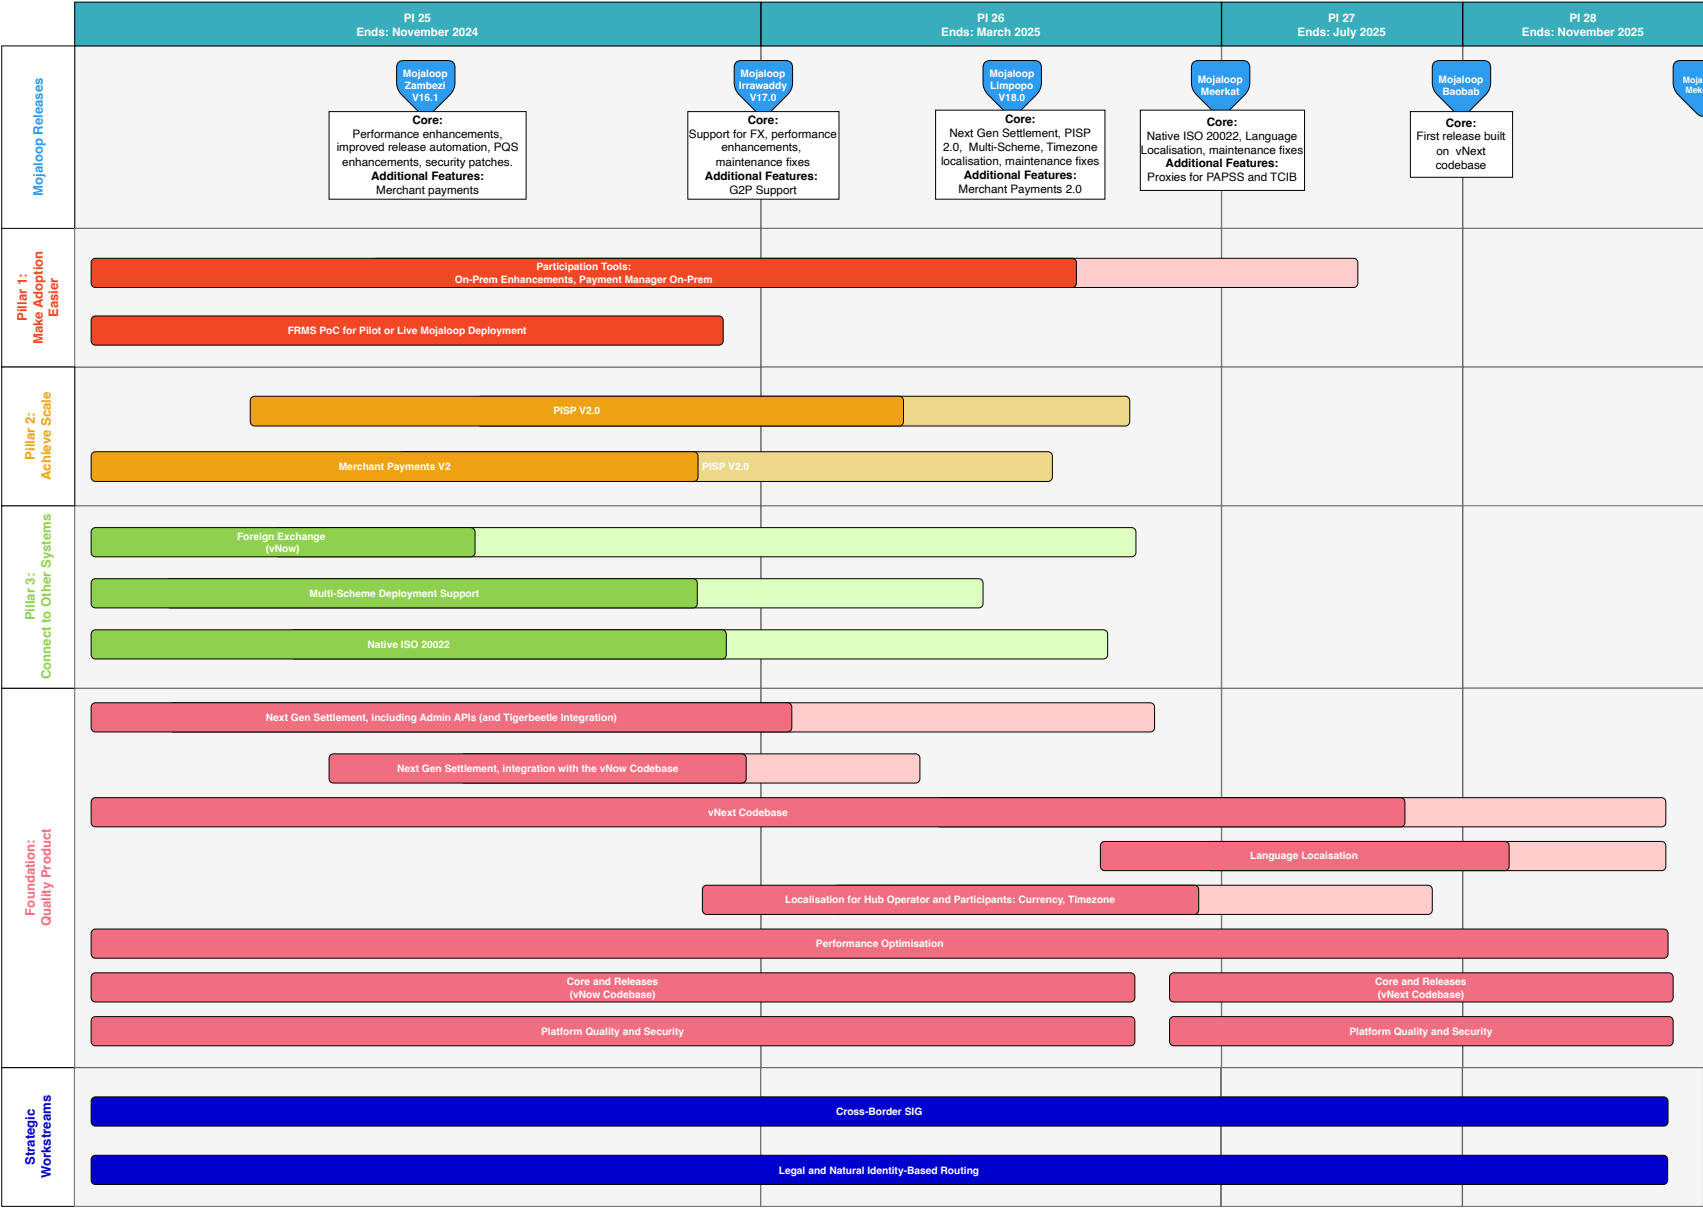 PI 25
Ends: November 2024
PI 26
Ends: March 2025
PI 27
Ends: July 2025
PI 28
Ends: November 2025
Mojaloop Releases
Mojaloop
Zambezi
V16.1
Mojaloop
Irrawaddy
V17.0
Mojaloop
Limpopo
V18.0
Mojaloop
Meerkat
Mojaloop
Baobab
Core:
Performance enhancements,
improved release automation, PQS
enhancements, security patches.
Additional Features:
Merchant payments
Core:
Support for FX, performance
enhancements,
maintenance fixes
Additional Features:
G2P Support
Core:
Next Gen Settlement, PISP
2.0, Multi-Scheme, Timezone
localisation, maintenance fixes
Additional Features:
Merchant Payments 2.0
Core:
Native ISO 20022, Language
Localisation, maintenance fixes
Additional Features:
Proxies for PAPSS and TCIB
Core:
First release built
on vNext
codebase
Pillar 1:
Make Adoption
Easier
Participation Tools:
On-Prem Enhancements, Payment Manager On-Prem
FRMS PoC for Pilot or Live Mojaloop Deployment
Pillar 2:
Achieve Scale
PISP V2.0
Merchant Payments V2
PISP V2.0
Pillar 3:
Connect to Other Systems
Foreign Exchange
(vNow)
Multi-Scheme Deployment Support
Native ISO 20022
Foundation:
Quality Product
Next Gen Settlement, including Admin APIs (and Tigerbeetle Integration)
Next Gen Settlement, integration with the vNow Codebase
vNext Codebase
Language Locaisation
Localisation for Hub Operator and Participants: Currency, Timezone
Performance Optimisation
Core and Releases
(vNow Codebase)
Core and Releases
(vNext Codebase)
Platform Quality and Security
Platform Quality and Security
Strategic
Workstreams
Cross-Border SIG
Legal and Natural Identity-Based Routing